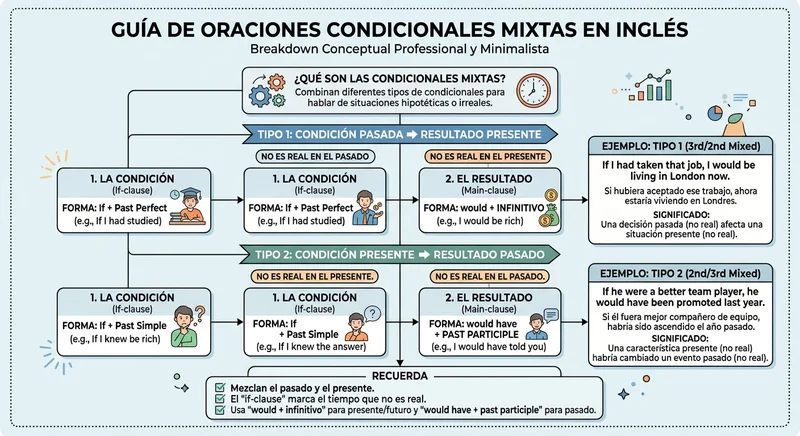 GUÍA DE ORACIONES CONDICIONALES MIXTAS EN INGLÉS
Breakdown Conceptual Professional y Minimalista
¿QUÉ SON LAS CONDICIONALES MIXTAS?
Combinan diferentes tipos de condicionales para
hablar de situaciones hipotéticas o irreales.
TIPO 1: CONDICIÓN PASADA ➡ RESULTADO PRESENTE
NO ES REAL EN EL PASADO
NO ES REAL EN EL PRESENTE
1. LA CONDICIÓN
(If-clause)
FORMA: If + Past Perfect
(e.g., If I had studied)
1. LA CONDICIÓN
(If-clause)
FORMA: If + Past Perfect
(e.g., If I had studied)
2. EL RESULTADO
(Main-clause)
FORMA: would + INFINITIVO
(e.g., I would be rich)
EJEMPLO: TIPO 1 (3rd/2nd Mixed)
If I had taken that job, I would be
living in London now.
Si hubiera aceptado ese trabajo, ahora
estaría viviendo en Londres.
SIGNIFICADO:
Una decisión pasada (no real) afecta una
situación presente (no real).
TIPO 2: CONDICIÓN PRESENTE ➡ RESULTADO PASADO
NO ES REAL EN EL PRESENTE.
NO ES REAL EN EL PASADO.
1. LA CONDICIÓN
(If-clause)
FORMA: If + Past Simple
(e.g., If I knew be rich)
1. LA CONDICIÓN
(If-clause)
FORMA: If
+ Past Simple
(e.g., If I knew the answer)
2. EL RESULTADO
(Main-clause)
FORMA: would have
+ PAST PARTICIPLE
(e.g., I would have told you)
EJEMPLO: TIPO 2 (2nd/3rd Mixed)
If he were a better team player, he
would have been promoted last year.
Si él fuera mejor compañero de equipo,
habría sido ascendido el año pasado.
SIGNIFICADO:
Una característica presente (no real)
habría cambiado un evento pasado (no real).
RECUERDA
Mezclan el pasado y el presente.
El "if-clause" marca el tiempo que no es real.
Usa "would + infinitivo" para presente/futuro y "would have + past participle" para pasado.